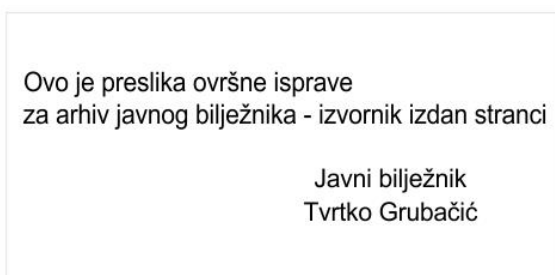 Ovo je preslika ovršne isprave
za arhiv javnog bilježnika - izvornik izdan stranci
Javni bilježnik
Tvrtko Grubačić